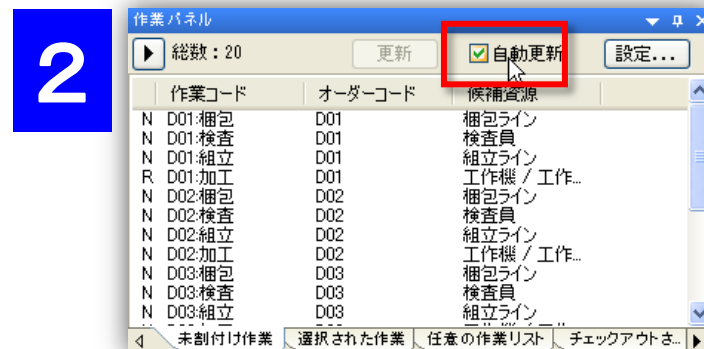 2
作業パネル
総数：20 更新 自動更新 設定...
作業コード オーダーコード 候補資源
N D01:梱包 D01 梱包ライン
N D01:検査 D01 検査員
N D01:組立 D01 組立ライン
R D01:加工 D01 工作機 / 工作...
N D02:梱包 D02 梱包ライン
N D02:検査 D02 検査員
N D02:組立 D02 組立ライン
N D02:加工 D02 工作機 / 工作...
N D03:梱包 D03 梱包ライン
N D03:検査 D03 検査員
N D03:組立 D03 組立ライン
未割付け作業 選択された作業 任意の作業リスト チェックアウトさ...